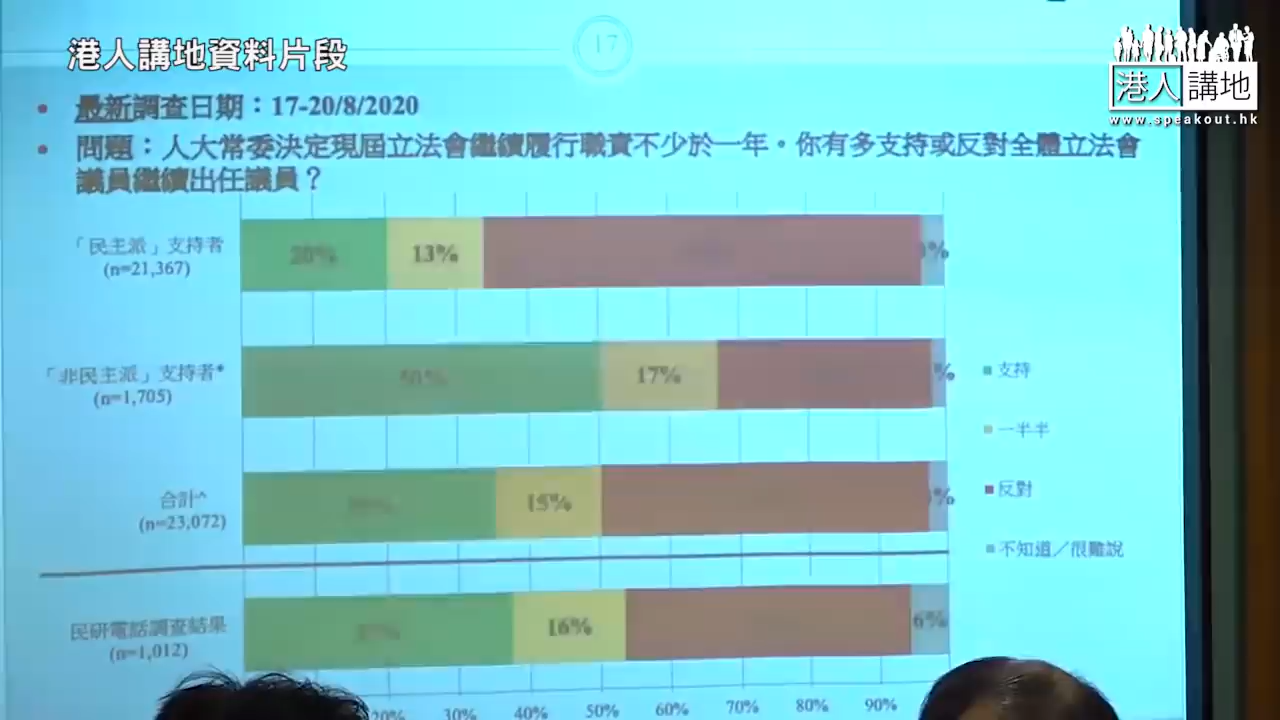 港人講地資料片段
17
港人講地
www.speakout.hk
• 最新調查日期：17-20/8/2020
• 問題：人大常委決定現屆立法會繼續履行職責不少於一年。你有多支持或反對全體立法會
議員繼續出任議員？
「民主派」支持者
(n=21,367)
20% 13%
「非民主派」支持者*
(n=1,705)
17%
合計^
(n=23,072)
15%
民研電話調查結果
(n=1,012)
16% 6%
支持
一半半
反對
不知道／很難說
20% 30% 40% 50% 60% 70% 80% 90%